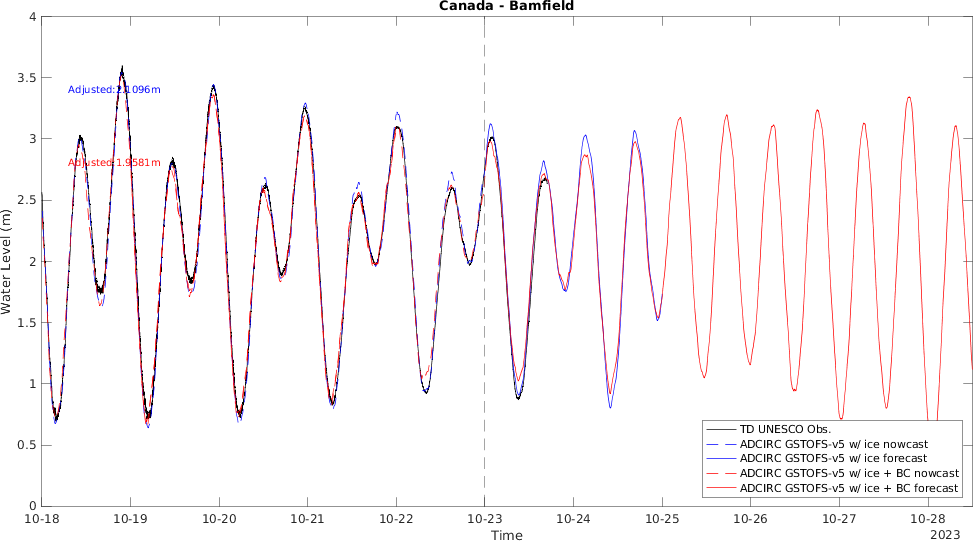 Canada - Bamfield
4
3.5
3
2.5
2
1.5
1
0.5
0
Water Level (m)
Adjusted:2.1096m
Adjusted:1.9581m
TD UNESCO Obs.
ADCIRC GSTOFS-v5 w/ ice nowcast
ADCIRC GSTOFS-v5 w/ ice forecast
ADCIRC GSTOFS-v5 w/ ice + BC nowcast
ADCIRC GSTOFS-v5 w/ ice + BC forecast
10-18 10-19 10-20 10-21 10-22 10-23 10-24 10-25 10-26 10-27 10-28
2023
Time